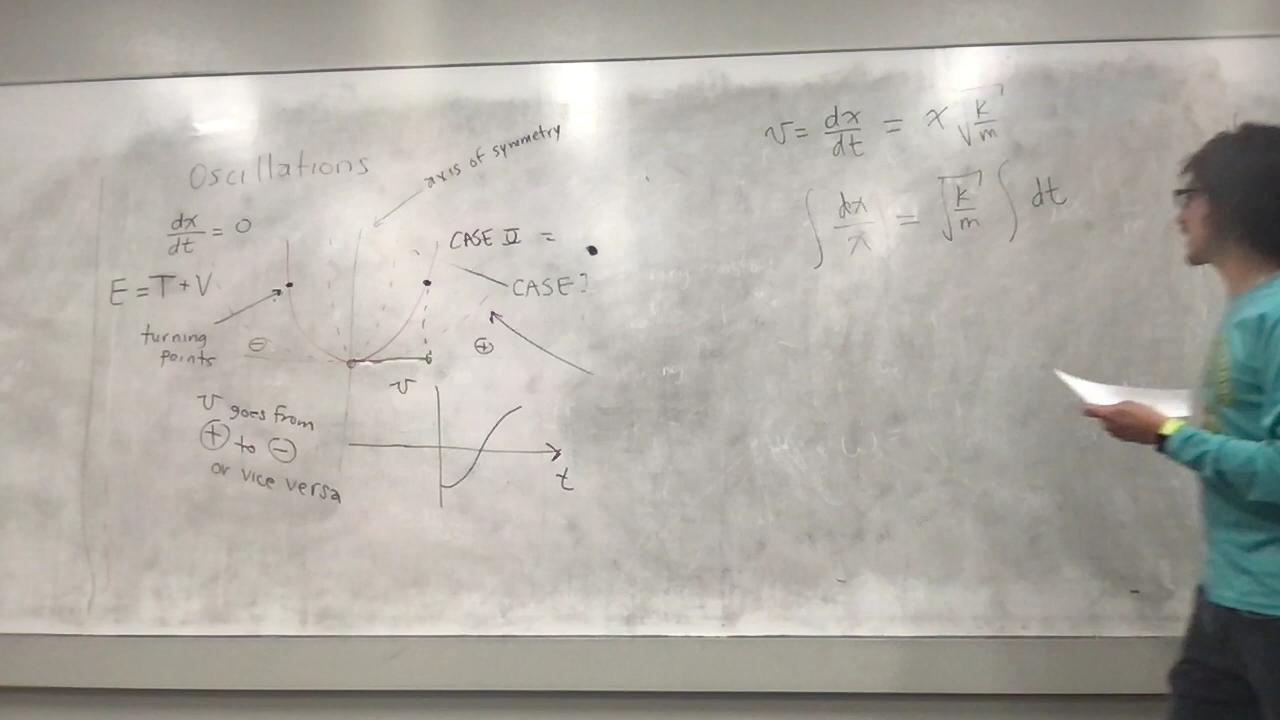 Oscillations
axis of symmetry
dx/dt = 0
E = T + V
turning
points
⊖
CASE II =
CASE
⊕
v goes from
⊕ to ⊖
or vice versa
v
t
v = dx/dt = x √(k/m)
∫ dx/x = √(k/m) ∫ dt